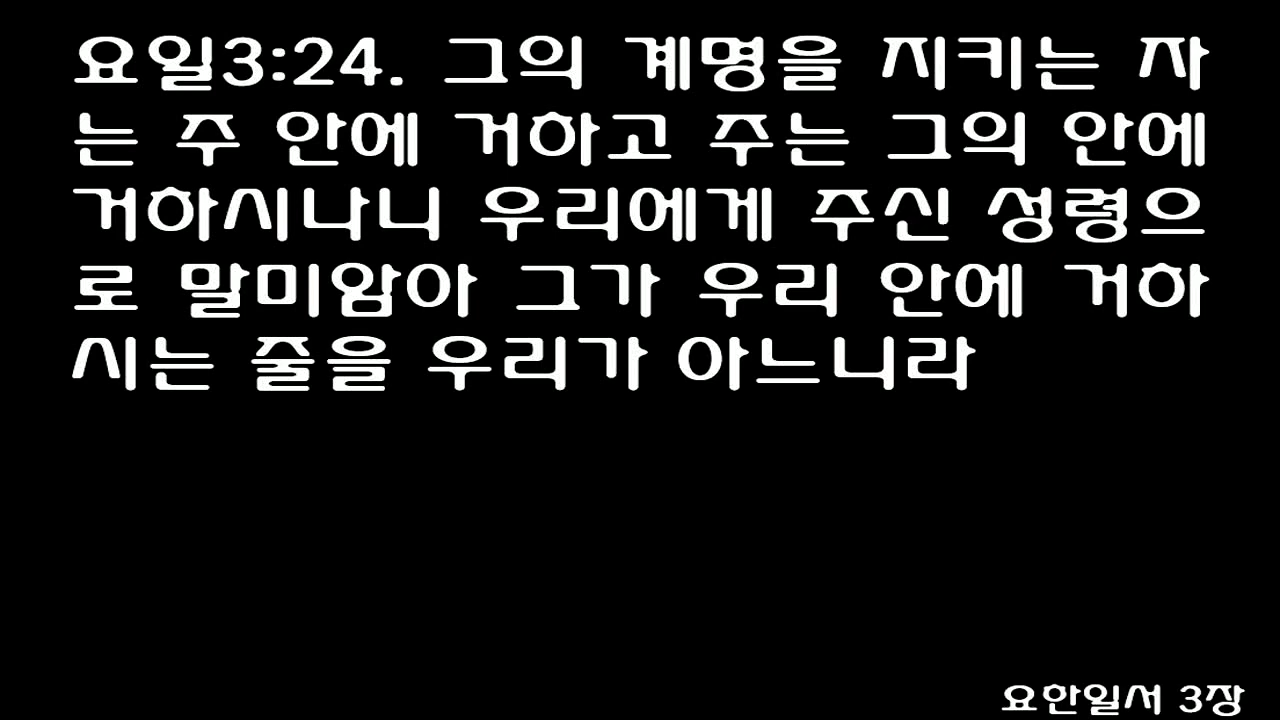 요일3:24. 그의 계명을 지키는 자
는 주 안에 거하고 주는 그의 안에
거하시나니 우리에게 주신 성령으
로 말미암아 그가 우리 안에 거하
시는 줄을 우리가 아느니라
요한일서 3장